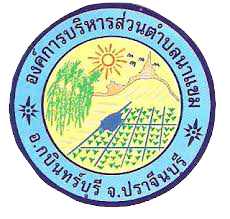 องค์การบริหารส่วนตำบลนาแขม
อ.กบินทร์บุรี จ.ปราจีนบุรี